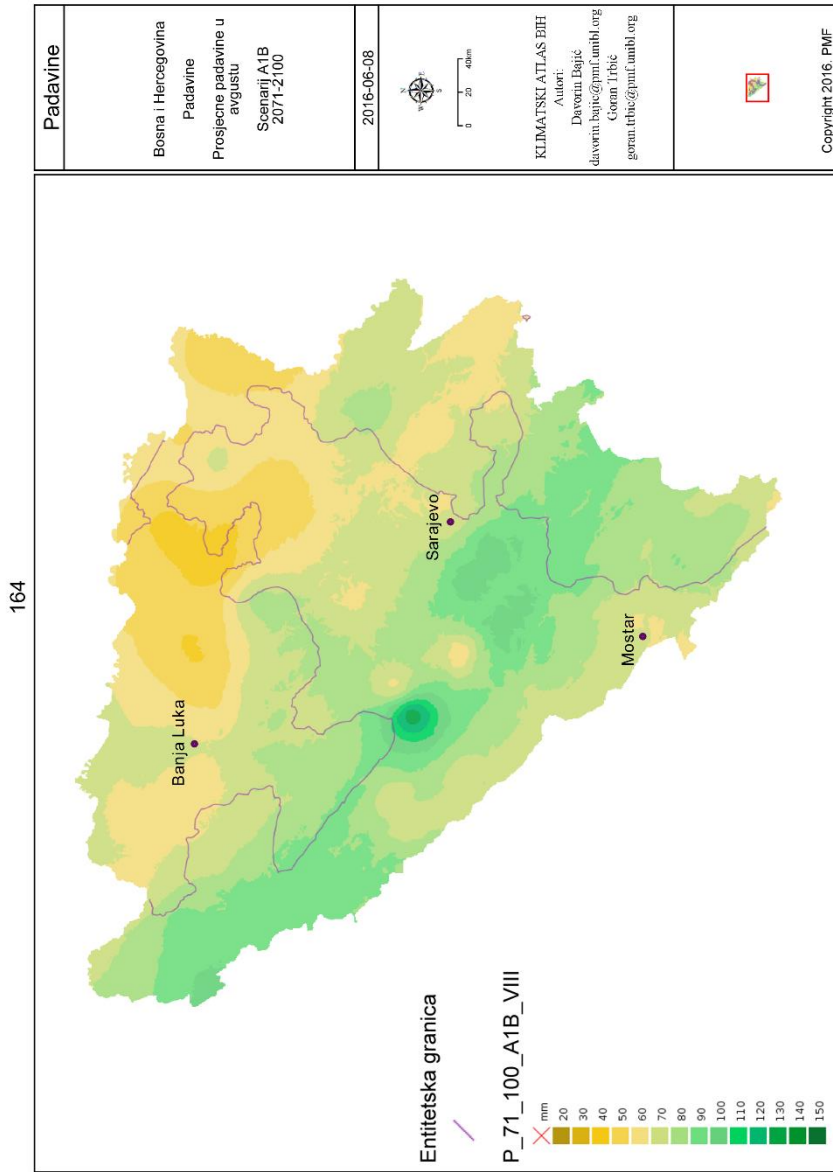 164
Padavine
Bosna i Hercegovina
Padavine
Prosjecne padavine u
avgustu
Scenarij A1B
2071-2100
2016-06-08
N
W
E
S
0
20
40km
KLIMATSKI ATLAS BIH
Autori:
Davorin Bajić
davorin.bajic@pmf.unibl.org
Goran Trbić
goran.trbic@pmf.unibl.org
Copyright 2016. PMF
Banja Luka
Sarajevo
Mostar
Entitetska granica
P_71_100_A1B_VIII
mm
20
30
40
50
60
70
80
90
100
110
120
130
140
150